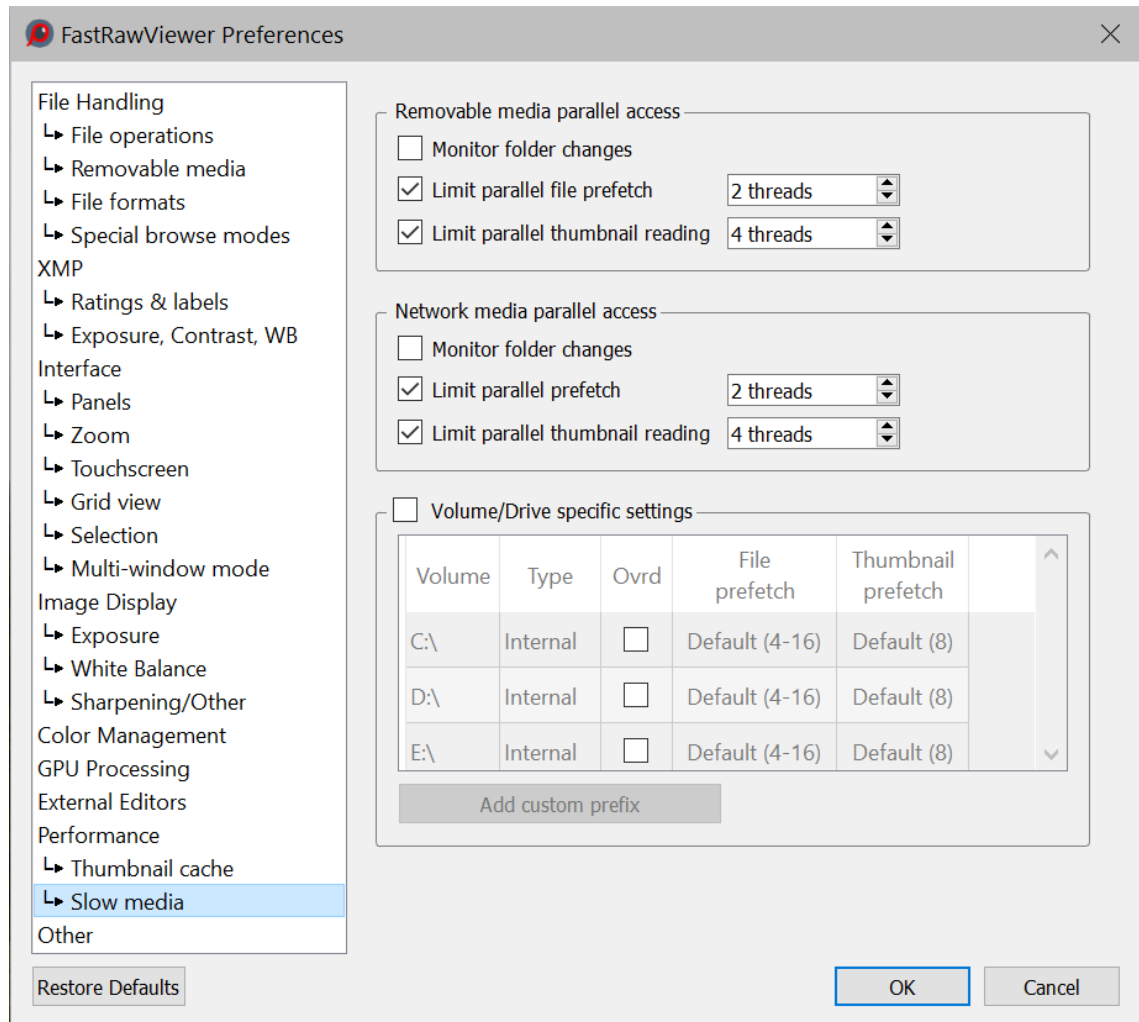 FastRawViewer Preferences
File Handling
File operations
Removable media
File formats
Special browse modes
XMP
Ratings & labels
Exposure, Contrast, WB
Interface
Panels
Zoom
Touchscreen
Grid view
Selection
Multi-window mode
Image Display
Exposure
White Balance
Sharpening/Other
Color Management
GPU Processing
External Editors
Performance
Thumbnail cache
Slow media
Other
Removable media parallel access
Monitor folder changes
Limit parallel file prefetch 2 threads
Limit parallel thumbnail reading 4 threads
Network media parallel access
Monitor folder changes
Limit parallel prefetch 2 threads
Limit parallel thumbnail reading 4 threads
Volume/Drive specific settings
Volume Type Ovrd File prefetch Thumbnail prefetch
C:\ Internal Default (4-16) Default (8)
D:\ Internal Default (4-16) Default (8)
E:\ Internal Default (4-16) Default (8)
Add custom prefix
Restore Defaults OK Cancel